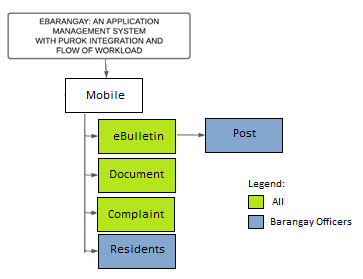 EBARANGAY: AN APPLICATION
MANAGEMENT SYSTEM
WITH PUROK INTEGRATION AND
FLOW OF WORKLOAD
Mobile
eBulletin
Post
Document
Complaint
Residents
Legend:
All
Barangay Officers